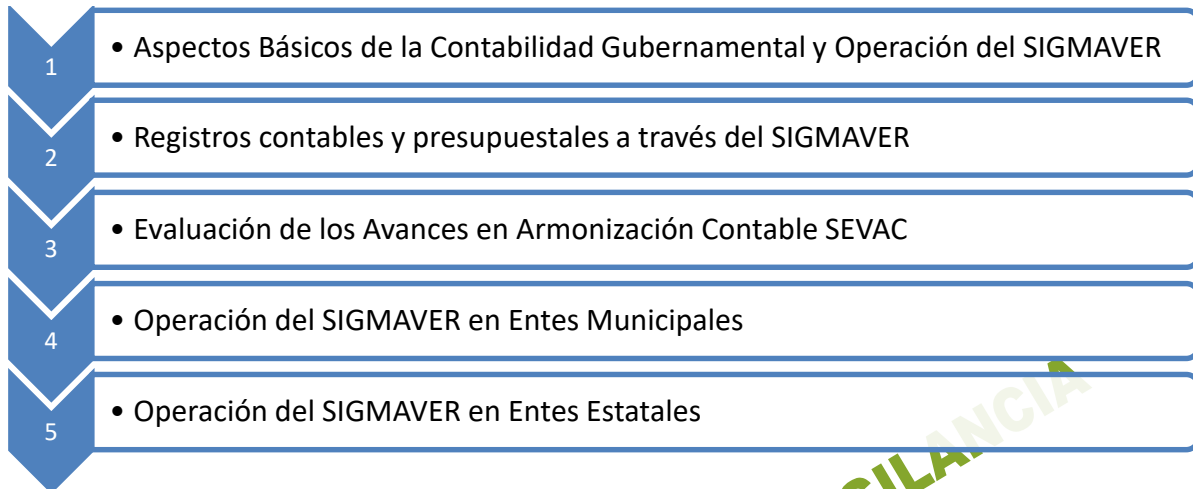 1
• Aspectos Básicos de la Contabilidad Gubernamental y Operación del SIGMAVER
2
• Registros contables y presupuestales a través del SIGMAVER
3
• Evaluación de los Avances en Armonización Contable SEVAC
4
• Operación del SIGMAVER en Entes Municipales
5
• Operación del SIGMAVER en Entes Estatales